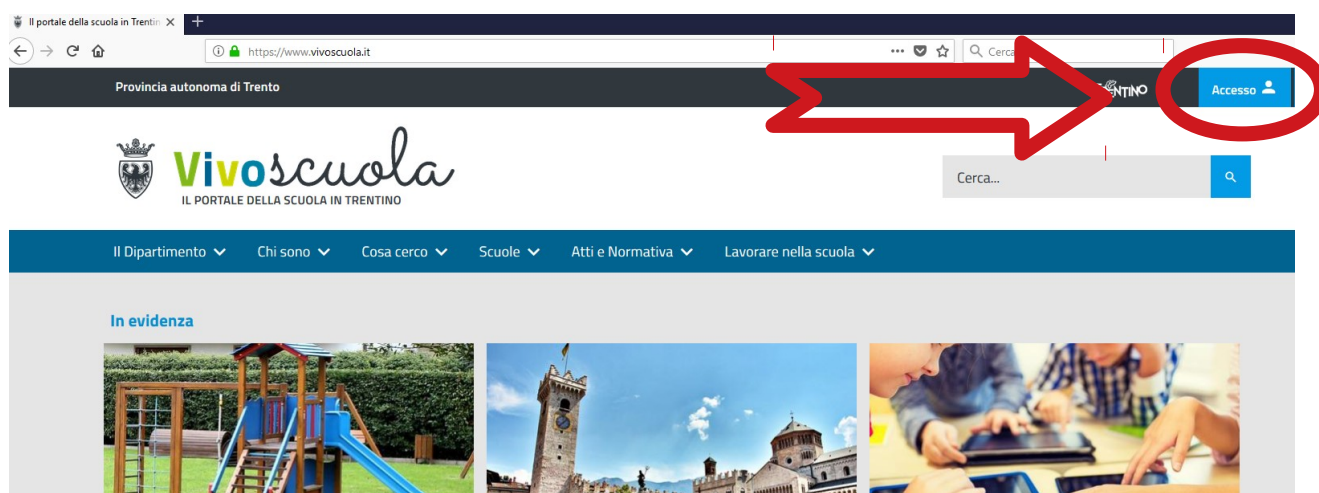 Il portale della scuola in Trentin
https://www.vivoscuola.it
Cerca
Provincia autonoma di Trento
Accesso
Vivoscuola
IL PORTALE DELLA SCUOLA IN TRENTINO
Cerca...
Il Dipartimento
Chi sono
Cosa cerco
Scuole
Atti e Normativa
Lavorare nella scuola
In evidenza